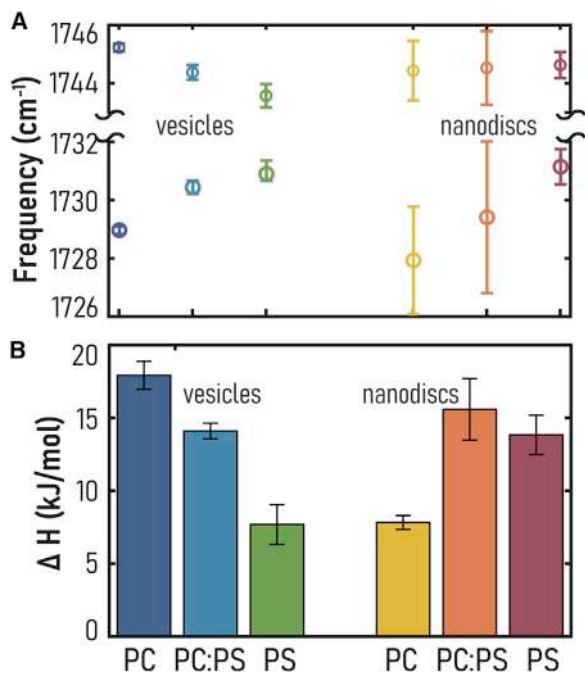 A
Frequency (cm⁻¹)
1746
1744
1732
1730
1728
1726
vesicles
nanodiscs
B
Δ H (kJ/mol)
20
15
10
5
0
vesicles
nanodiscs
PC PC:PS PS PC PC:PS PS